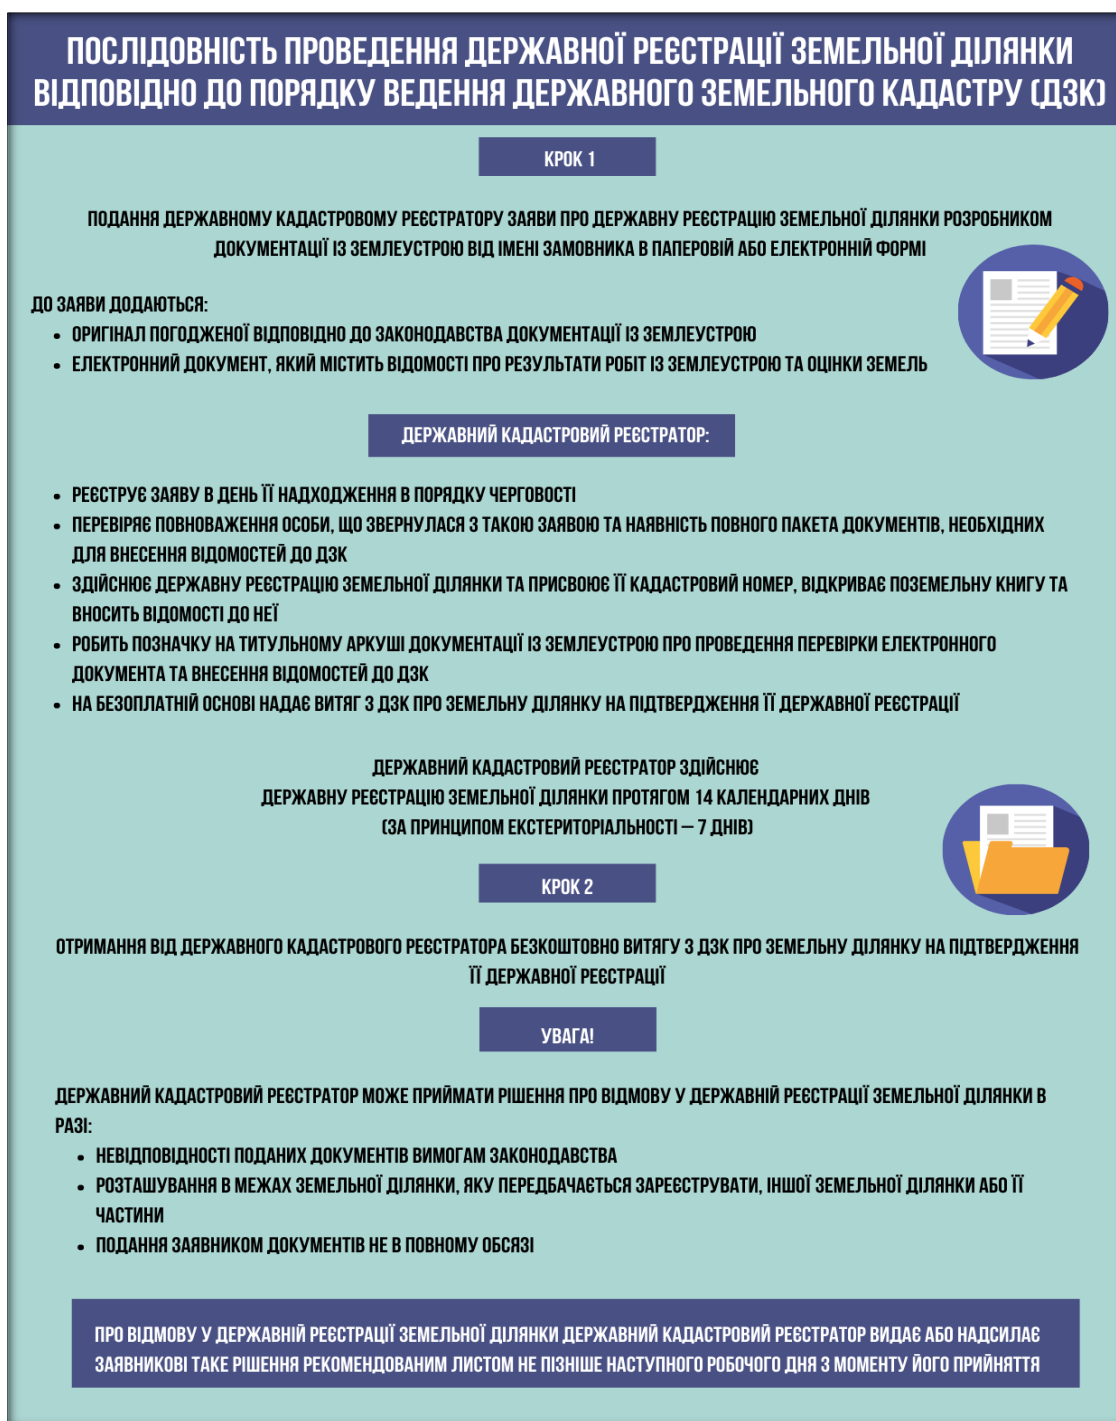 ПОСЛІДОВНІСТЬ ПРОВЕДЕННЯ ДЕРЖАВНОЇ РЕЄСТРАЦІЇ ЗЕМЕЛЬНОЇ ДІЛЯНКИ
ВІДПОВІДНО ДО ПОРЯДКУ ВЕДЕННЯ ДЕРЖАВНОГО ЗЕМЕЛЬНОГО КАДАСТРУ (ДЗК)
КРОК 1
ПОДАННЯ ДЕРЖАВНОМУ КАДАСТРОВОМУ РЕЄСТРАТОРУ ЗАЯВИ ПРО ДЕРЖАВНУ РЕЄСТРАЦІЮ ЗЕМЕЛЬНОЇ ДІЛЯНКИ РОЗРОБНИКОМ
ДОКУМЕНТАЦІЇ ІЗ ЗЕМЛЕУСТРОЮ ВІД ІМЕНІ ЗАМОВНИКА В ПАПЕРОВІЙ АБО ЕЛЕКТРОННІЙ ФОРМІ
ДО ЗАЯВИ ДОДАЮТЬСЯ:
• ОРИГІНАЛ ПОГОДЖЕНОЇ ВІДПОВІДНО ДО ЗАКОНОДАВСТВА ДОКУМЕНТАЦІЇ ІЗ ЗЕМЛЕУСТРОЮ
• ЕЛЕКТРОННИЙ ДОКУМЕНТ, ЯКИЙ МІСТИТЬ ВІДОМОСТІ ПРО РЕЗУЛЬТАТИ РОБІТ ІЗ ЗЕМЛЕУСТРОЮ ТА ОЦІНКИ ЗЕМЕЛЬ
ДЕРЖАВНИЙ КАДАСТРОВИЙ РЕЄСТРАТОР:
• РЕЄСТРУЄ ЗАЯВУ В ДЕНЬ ЇЇ НАДХОДЖЕННЯ В ПОРЯДКУ ЧЕРГОВОСТІ
• ПЕРЕВІРЯЄ ПОВНОВАЖЕННЯ ОСОБИ, ЩО ЗВЕРНУЛАСЯ З ТАКОЮ ЗАЯВОЮ ТА НАЯВНІСТЬ ПОВНОГО ПАКЕТА ДОКУМЕНТІВ, НЕОБХІДНИХ
ДЛЯ ВНЕСЕННЯ ВІДОМОСТЕЙ ДО ДЗК
• ЗДІЙСНЮЄ ДЕРЖАВНУ РЕЄСТРАЦІЮ ЗЕМЕЛЬНОЇ ДІЛЯНКИ ТА ПРИСВОЮЄ ЇЇ КАДАСТРОВИЙ НОМЕР, ВІДКРИВАЄ ПОЗЕМЕЛЬНУ КНИГУ ТА
ВНОСИТЬ ВІДОМОСТІ ДО НЕЇ
• РОБИТЬ ПОЗНАЧКУ НА ТИТУЛЬНОМУ АРКУШІ ДОКУМЕНТАЦІЇ ІЗ ЗЕМЛЕУСТРОЮ ПРО ПРОВЕДЕННЯ ПЕРЕВІРКИ ЕЛЕКТРОННОГО
ДОКУМЕНТА ТА ВНЕСЕННЯ ВІДОМОСТЕЙ ДО ДЗК
• НА БЕЗОПЛАТНІЙ ОСНОВІ НАДАЄ ВИТЯГ З ДЗК ПРО ЗЕМЕЛЬНУ ДІЛЯНКУ НА ПІДТВЕРДЖЕННЯ ЇЇ ДЕРЖАВНОЇ РЕЄСТРАЦІЇ
ДЕРЖАВНИЙ КАДАСТРОВИЙ РЕЄСТРАТОР ЗДІЙСНЮЄ
ДЕРЖАВНУ РЕЄСТРАЦІЮ ЗЕМЕЛЬНОЇ ДІЛЯНКИ ПРОТЯГОМ 14 КАЛЕНДАРНИХ ДНІВ
(ЗА ПРИНЦИПОМ ЕКСТЕРИТОРІАЛЬНОСТІ – 7 ДНІВ)
КРОК 2
ОТРИМАННЯ ВІД ДЕРЖАВНОГО КАДАСТРОВОГО РЕЄСТРАТОРА БЕЗКОШТОВНО ВИТЯГУ З ДЗК ПРО ЗЕМЕЛЬНУ ДІЛЯНКУ НА ПІДТВЕРДЖЕННЯ
ЇЇ ДЕРЖАВНОЇ РЕЄСТРАЦІЇ
УВАГА!
ДЕРЖАВНИЙ КАДАСТРОВИЙ РЕЄСТРАТОР МОЖЕ ПРИЙМАТИ РІШЕННЯ ПРО ВІДМОВУ У ДЕРЖАВНІЙ РЕЄСТРАЦІЇ ЗЕМЕЛЬНОЇ ДІЛЯНКИ В
РАЗІ:
• НЕВІДПОВІДНОСТІ ПОДАНИХ ДОКУМЕНТІВ ВИМОГАМ ЗАКОНОДАВСТВА
• РОЗТАШУВАННЯ В МЕЖАХ ЗЕМЕЛЬНОЇ ДІЛЯНКИ, ЯКУ ПЕРЕДБАЧАЄТЬСЯ ЗАРЕЄСТРУВАТИ, ІНШОЇ ЗЕМЕЛЬНОЇ ДІЛЯНКИ АБО ЇЇ
ЧАСТИНИ
• ПОДАННЯ ЗАЯВНИКОМ ДОКУМЕНТІВ НЕ В ПОВНОМУ ОБСЯЗІ
ПРО ВІДМОВУ У ДЕРЖАВНІЙ РЕЄСТРАЦІЇ ЗЕМЕЛЬНОЇ ДІЛЯНКИ ДЕРЖАВНИЙ КАДАСТРОВИЙ РЕЄСТРАТОР ВИДАЄ АБО НАДСИЛАЄ
ЗАЯВНИКОВІ ТАКЕ РІШЕННЯ РЕКОМЕНДОВАНИМ ЛИСТОМ НЕ ПІЗНІШЕ НАСТУПНОГО РОБОЧОГО ДНЯ З МОМЕНТУ ЙОГО ПРИЙНЯТТЯ